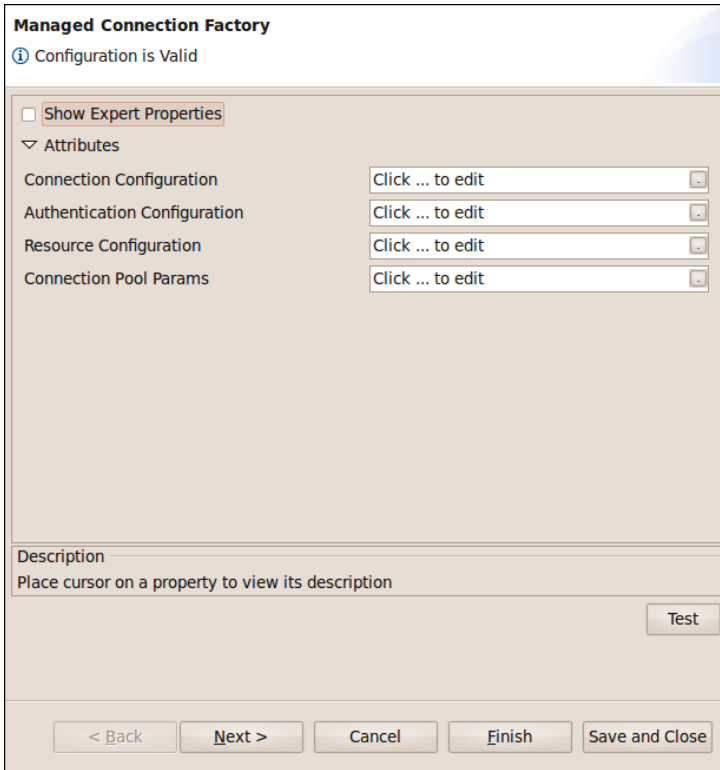 Managed Connection Factory
Configuration is Valid
Show Expert Properties
Attributes
Connection Configuration Click ... to edit .
Authentication Configuration Click ... to edit .
Resource Configuration Click ... to edit .
Connection Pool Params Click ... to edit .
Description
Place cursor on a property to view its description
Test
< Back Next > Cancel Finish Save and Close